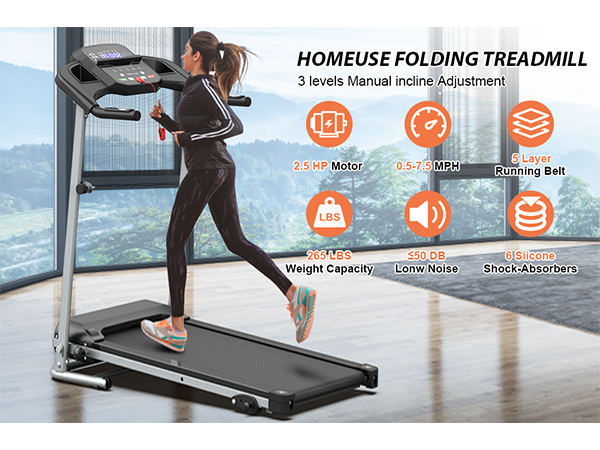 HOMEUSE FOLDING TREADMILL
3 levels Manual incline Adjustment
2.5 HP Motor
0.5-7.5 MPH
5 Layer
Running Belt
LBS
265 LBS
Weight Capacity
≤50 DB
Lonw Noise
6 Slicone
Shock-Absorbers